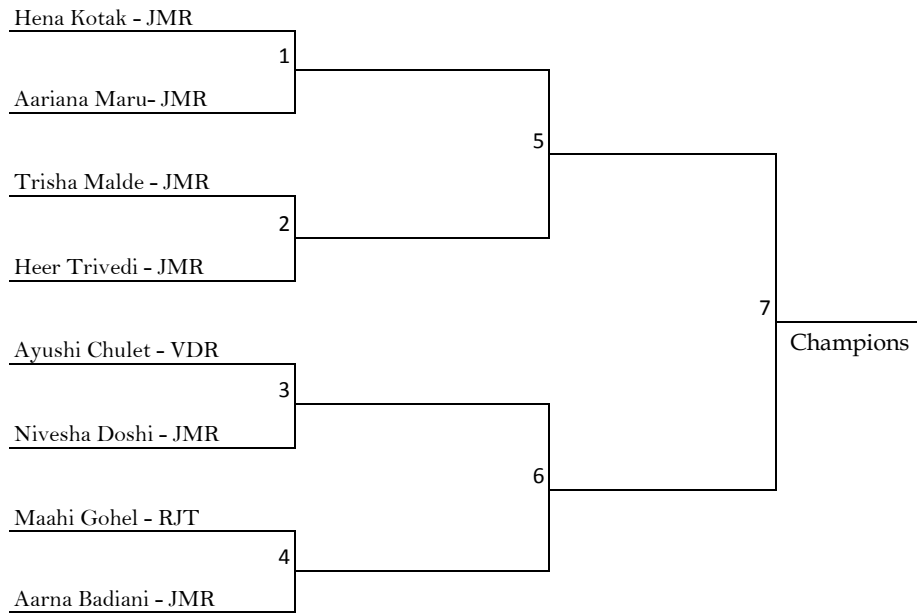 Hena Kotak - JMR
1
Aariana Maru- JMR
5
Trisha Malde - JMR
2
Heer Trivedi - JMR
7
Champions
Ayushi Chulet - VDR
3
Nivesha Doshi - JMR
6
Maahi Gohel - RJT
4
Aarna Badiani - JMR